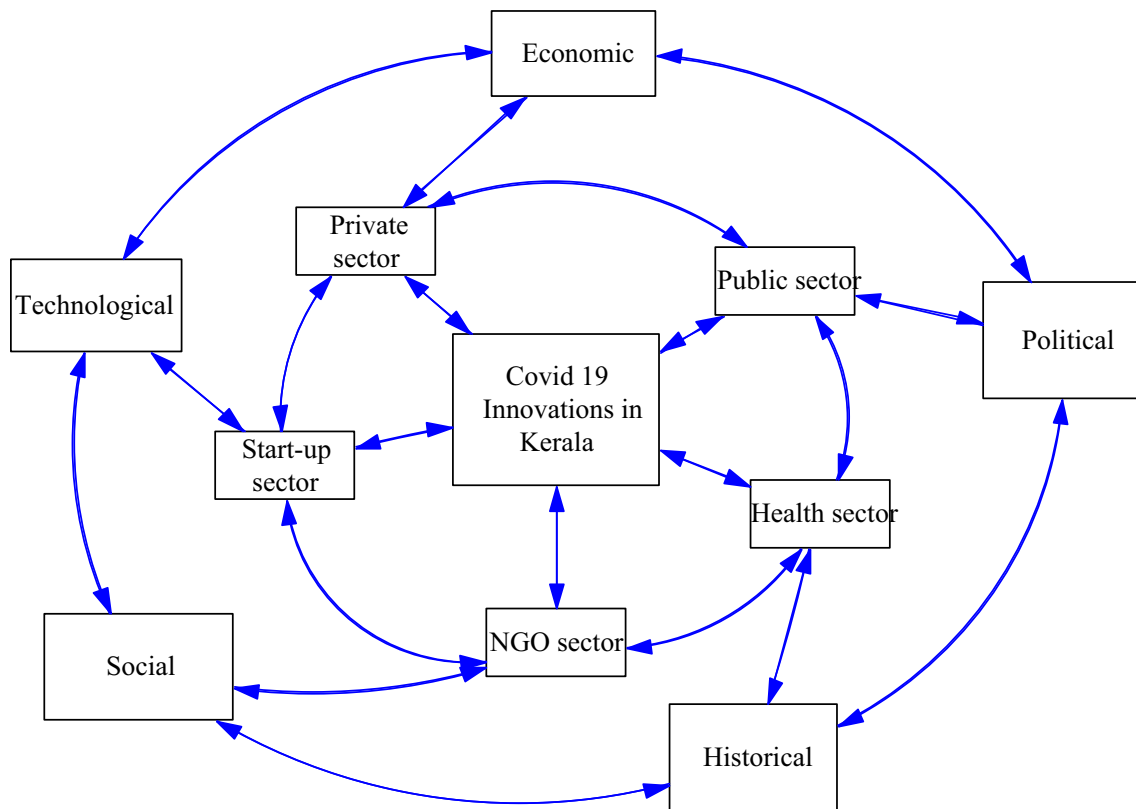 Economic
Private
sector
Public sector
Technological
Political
Covid 19
Innovations in
Kerala
Start-up
sector
Health sector
NGO sector
Social
Historical